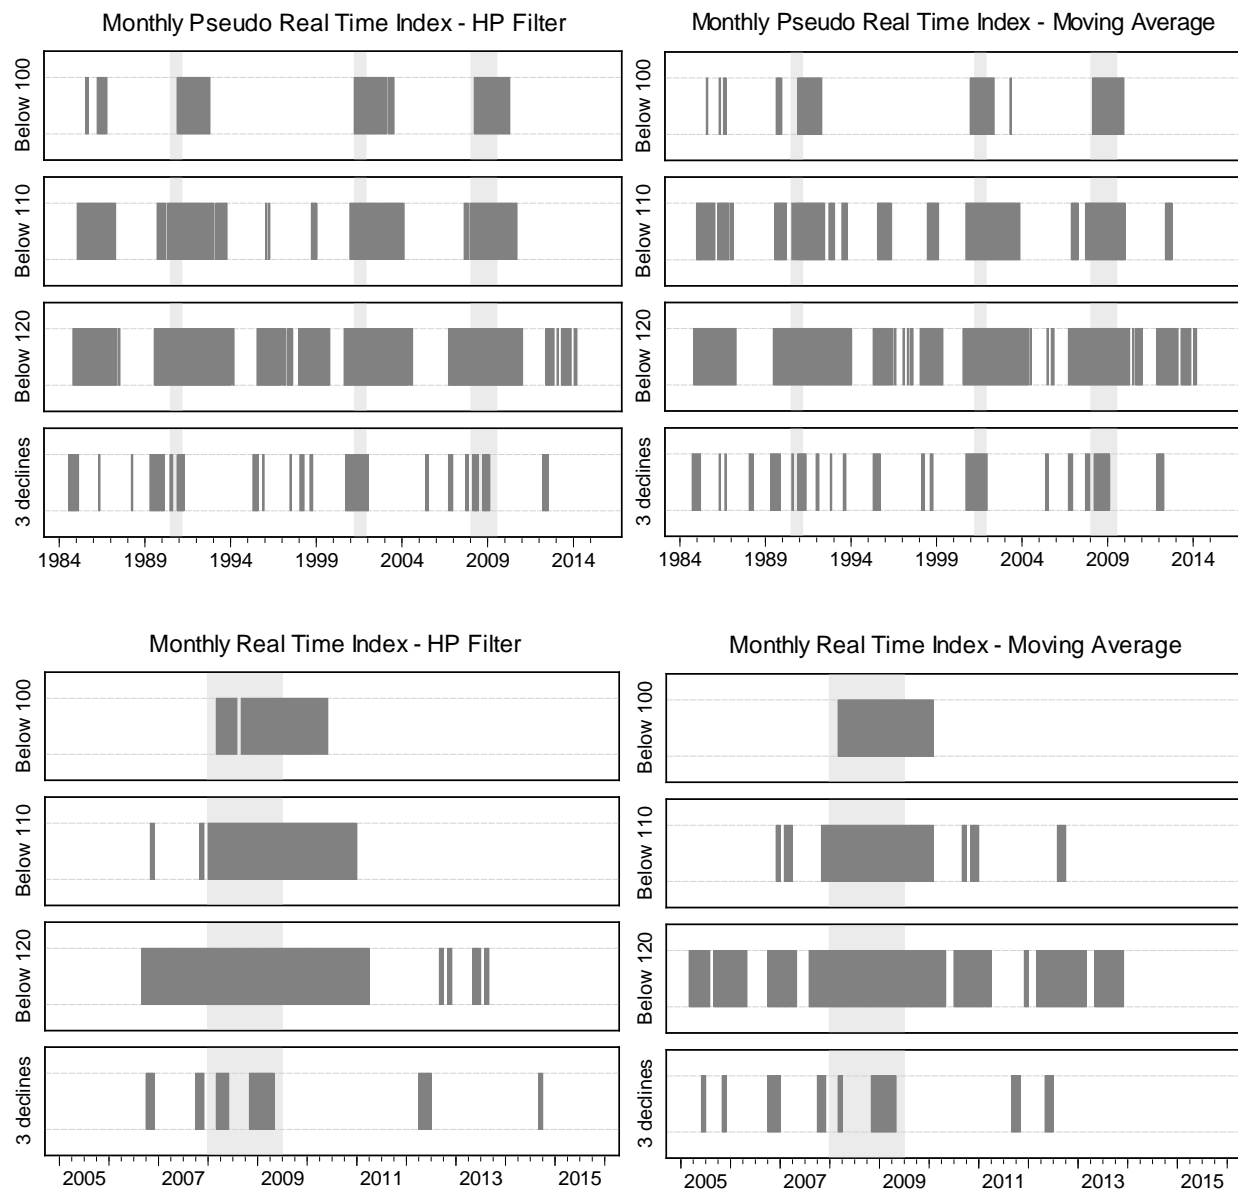 Monthly Pseudo Real Time Index - HP Filter
Below 100
Below 110
Below 120
3 declines
1984 1989 1994 1999 2004 2009 2014
Monthly Pseudo Real Time Index - Moving Average
Below 100
Below 110
Below 120
3 declines
1984 1989 1994 1999 2004 2009 2014
Monthly Real Time Index - HP Filter
Below 100
Below 110
Below 120
3 declines
2005 2007 2009 2011 2013 2015
Monthly Real Time Index - Moving Average
Below 100
Below 110
Below 120
3 declines
2005 2007 2009 2011 2013 2015